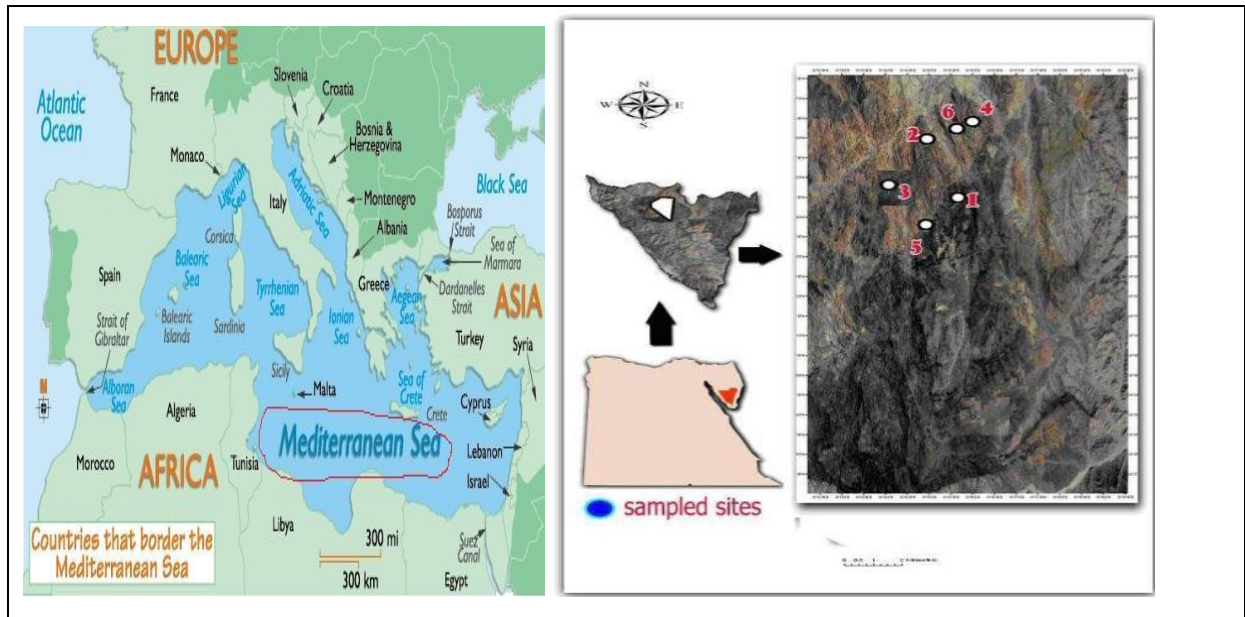 EUROPE
Slovenia
Croatia
Atlantic
Ocean
France
Bosnia &
Herzegovina
Monaco
Ligurian
Sea
Adriatic Sea
Italy
Montenegro
Black Sea
Albania
Bosporus
Strait
Corsica
Sea of
Marmara
Spain
Balearic
Sea
Greece
Aegean
Sea
Dardanelles
Strait
ASIA
Tyrrhenian
Sea
Ionian
Sea
Turkey
Strait of
Gibraltar
Balearic
Islands
Sardinia
Syria
Sicily
N
Alboran
Sea
Malta
Sea of
Crete
Crete
Cyprus
Algeria
Mediterranean Sea
Lebanon
Morocco
AFRICA
Tunisia
Israel
Libya
Suez
Canal
Egypt
Countries that border the
Mediterranean Sea
300 mi
300 km
N
W
E
S
6
4
2
3
1
5
sampled sites